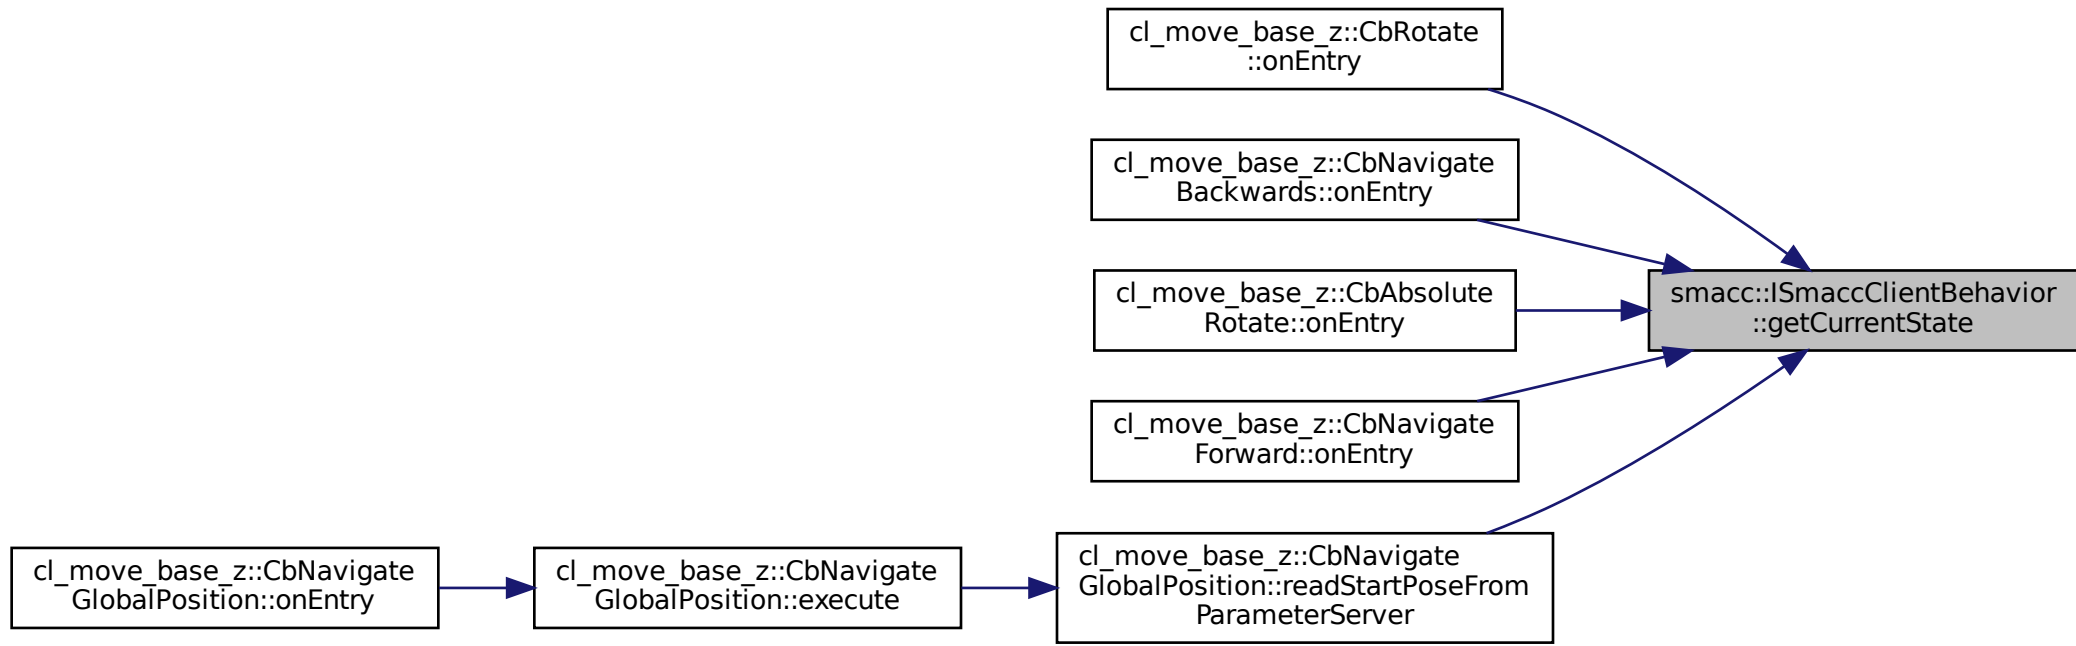 cl_move_base_z::CbRotate
::onEntry
cl_move_base_z::CbNavigate
Backwards::onEntry
cl_move_base_z::CbAbsolute
Rotate::onEntry
smacc::ISmaccClientBehavior
::getCurrentState
cl_move_base_z::CbNavigate
Forward::onEntry
cl_move_base_z::CbNavigate
GlobalPosition::onEntry
cl_move_base_z::CbNavigate
GlobalPosition::execute
cl_move_base_z::CbNavigate
GlobalPosition::readStartPoseFrom
ParameterServer